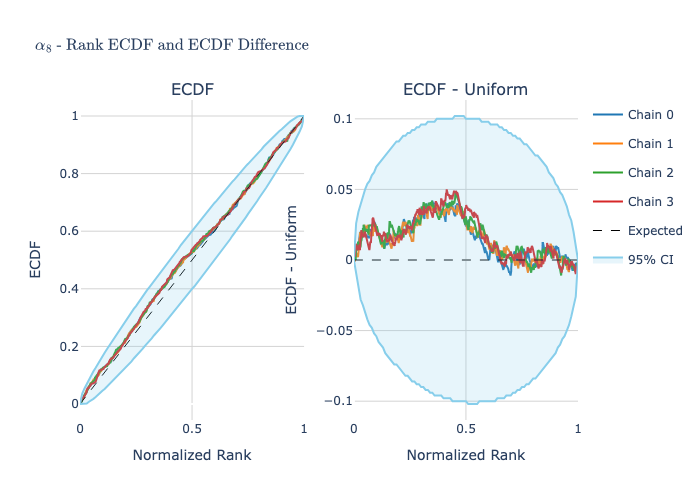 α₈ - Rank ECDF and ECDF Difference
ECDF
ECDF - Uniform
1
0.8
0.6
0.4
0.2
0
ECDF
0
0.5
1
Normalized Rank
0.1
0.05
0
−0.05
−0.1
ECDF - Uniform
0
0.5
1
Normalized Rank
Chain 0
Chain 1
Chain 2
Chain 3
Expected
95% CI